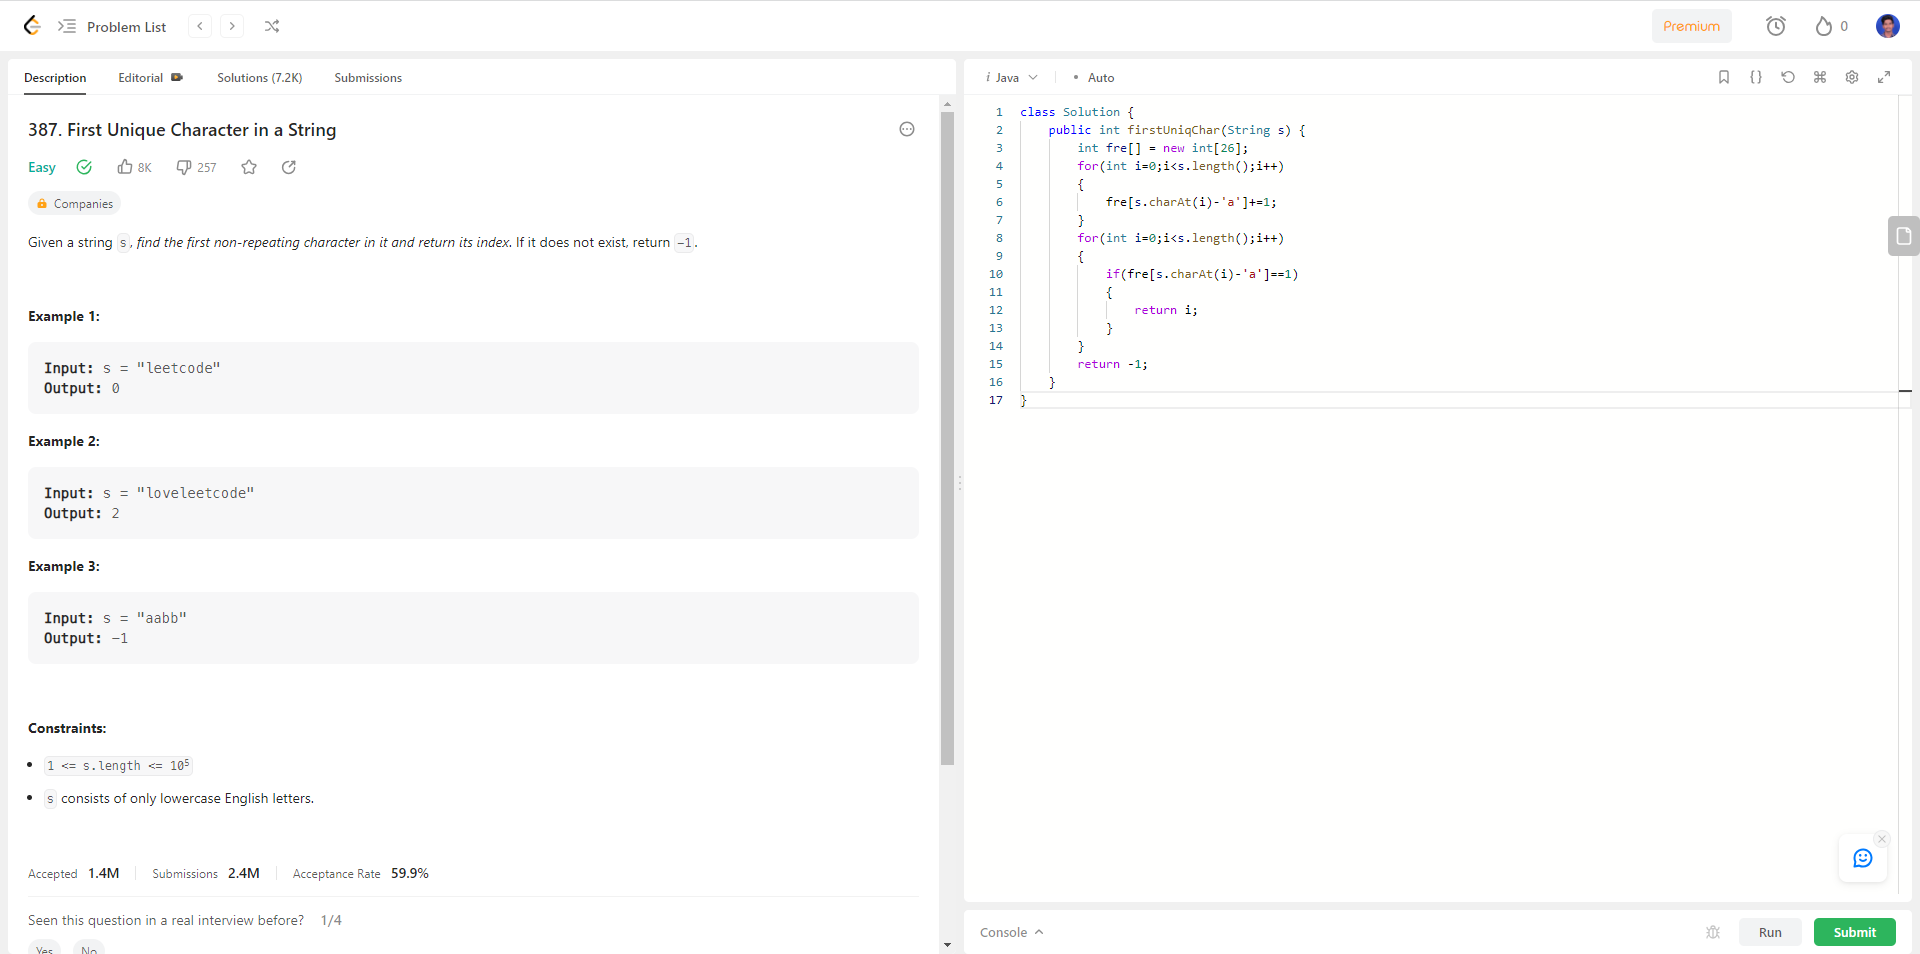 Problem List
Premium
0
Description Editorial Solutions (7.2K) Submissions
387. First Unique Character in a String
Easy 8K 257
Companies
Given a string s, find the first non-repeating character in it and return its index. If it does not exist, return -1.
Example 1:
Input: s = "leetcode"
Output: 0
Example 2:
Input: s = "loveleetcode"
Output: 2
Example 3:
Input: s = "aabb"
Output: -1
Constraints:
1 <= s.length <= 10⁵
s consists of only lowercase English letters.
Accepted 1.4M Submissions 2.4M Acceptance Rate 59.9%
Seen this question in a real interview before? 1/4
Yes No
i Java • Auto
1 class Solution {
2     public int firstUniqChar(String s) {
3         int fre[] = new int[26];
4         for(int i=0;i<s.length();i++)
5         {
6             fre[s.charAt(i)-'a']+=1;
7         }
8         for(int i=0;i<s.length();i++)
9         {
10             if(fre[s.charAt(i)-'a']==1)
11             {
12                 return i;
13             }
14         }
15         return -1;
16     }
17 }
Console
Run
Submit